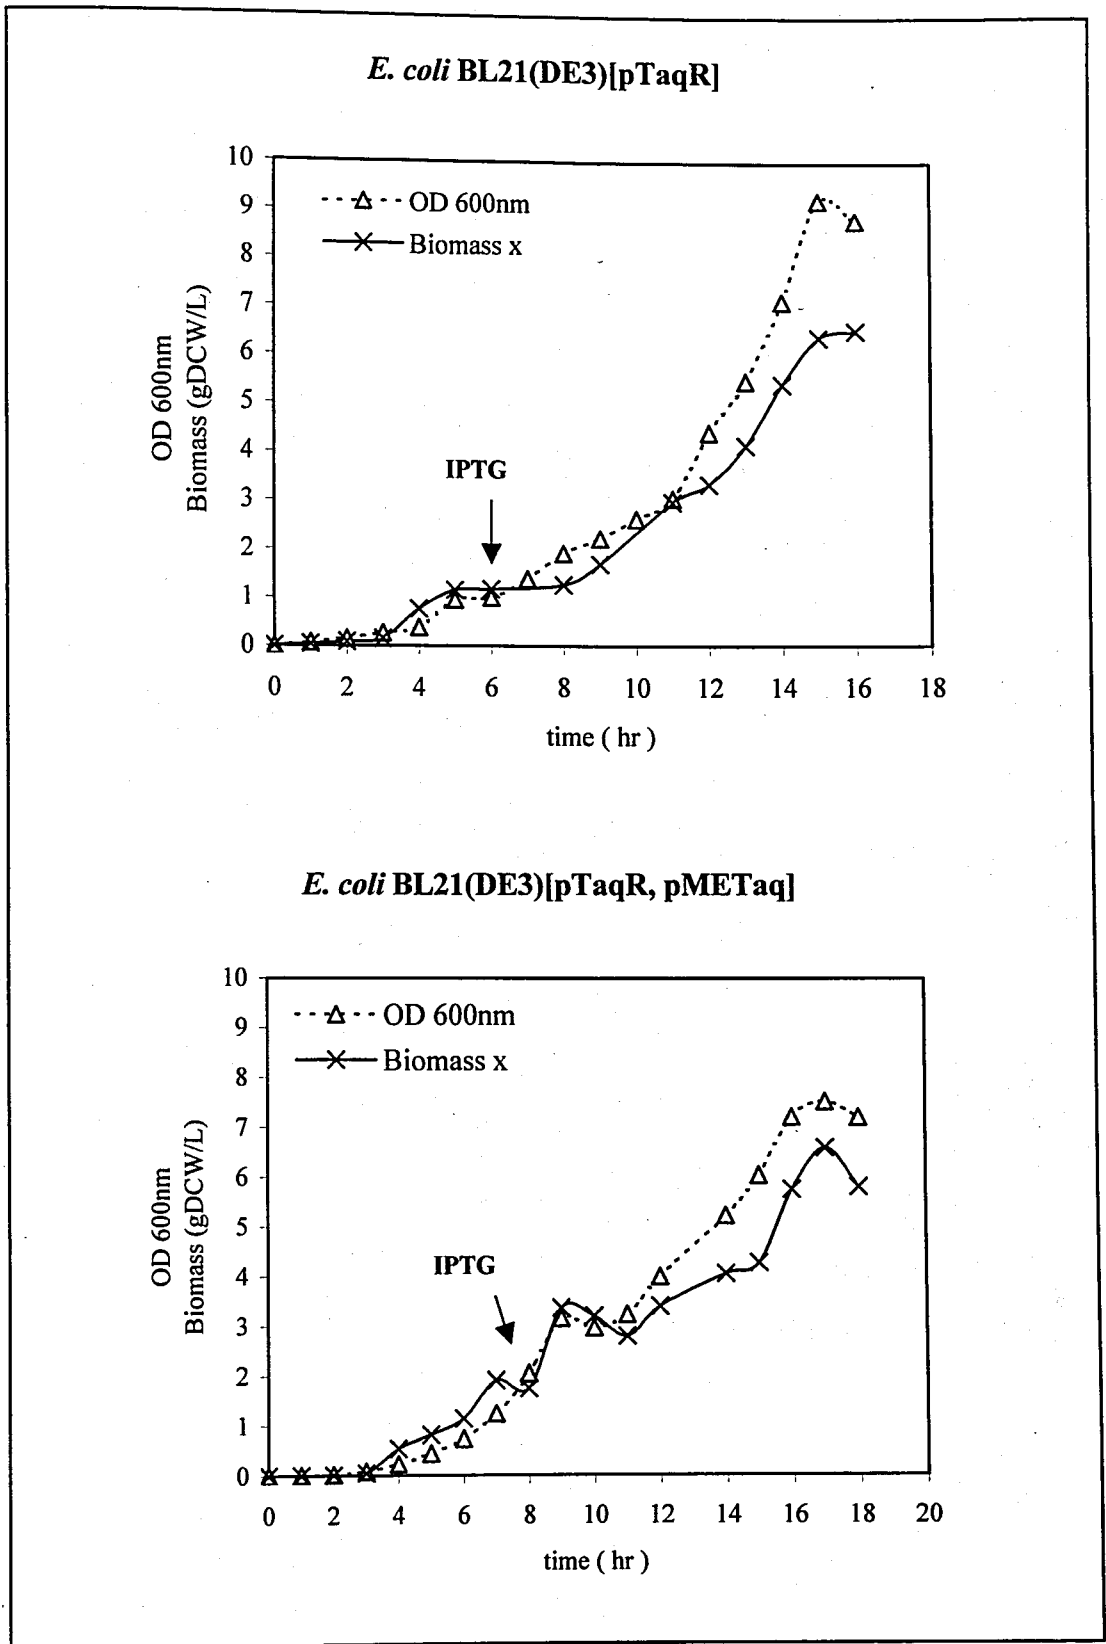 E. coli BL21(DE3)[pTaqR]
10
9
8
7
6
5
4
3
2
1
0
OD 600nm
Biomass (gDCW/L)
OD 600nm
Biomass x
IPTG
0 2 4 6 8 10 12 14 16 18
time ( hr )
E. coli BL21(DE3)[pTaqR, pMETaq]
10
9
8
7
6
5
4
3
2
1
0
OD 600nm
Biomass (gDCW/L)
OD 600nm
Biomass x
IPTG
0 2 4 6 8 10 12 14 16 18 20
time ( hr )